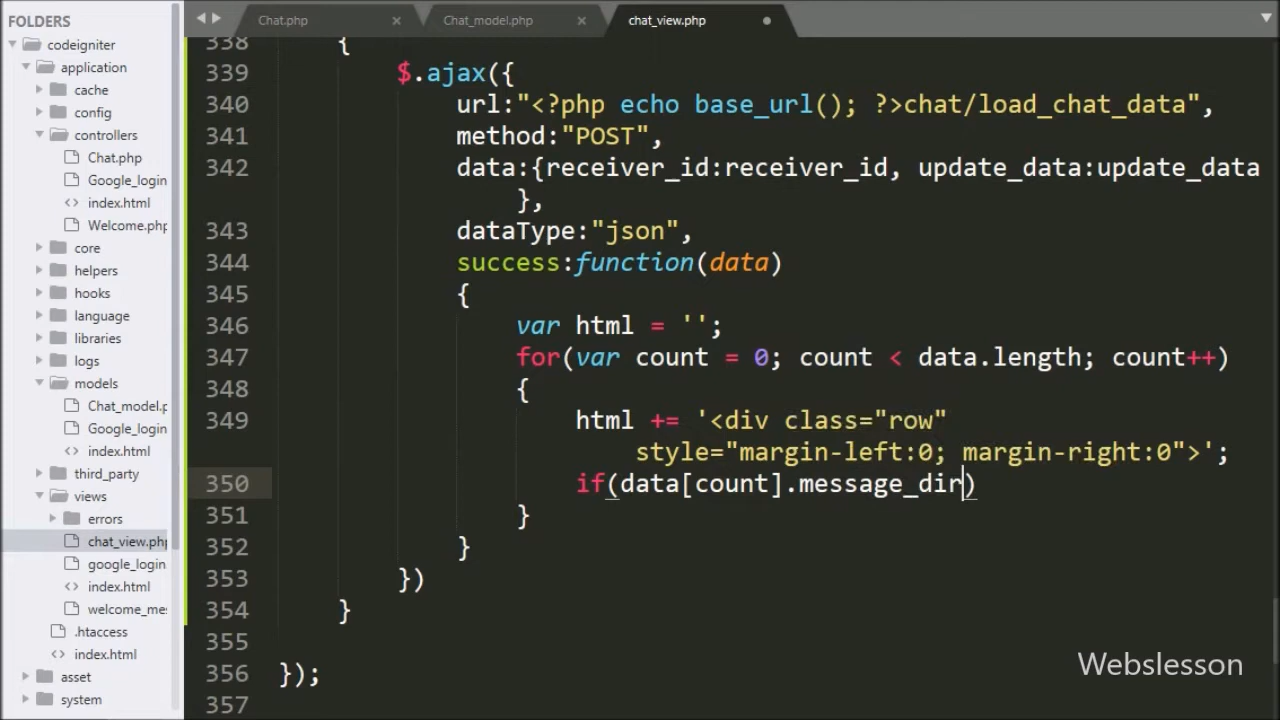 FOLDERS
codeigniter
application
cache
config
controllers
Chat.php
Google_login
index.html
Welcome.php
core
helpers
hooks
language
libraries
logs
models
Chat_model.p
Google_login
index.html
third_party
views
errors
chat_view.php
google_login
index.html
welcome_me
.htaccess
index.html
asset
system
Chat.php
Chat_model.php
chat_view.php
338 {
339 $.ajax({
340 url:"<?php echo base_url(); ?>chat/load_chat_data",
341 method:"POST",
342 data:{receiver_id:receiver_id, update_data:update_data
},
343 dataType:"json",
344 success:function(data)
345 {
346 var html = '';
347 for(var count = 0; count < data.length; count++)
348 {
349 html += '<div class="row"
style="margin-left:0; margin-right:0">';
350 if(data[count].message_dir)
351 }
352 }
353 })
354 }
355
356 });
357
Webslesson